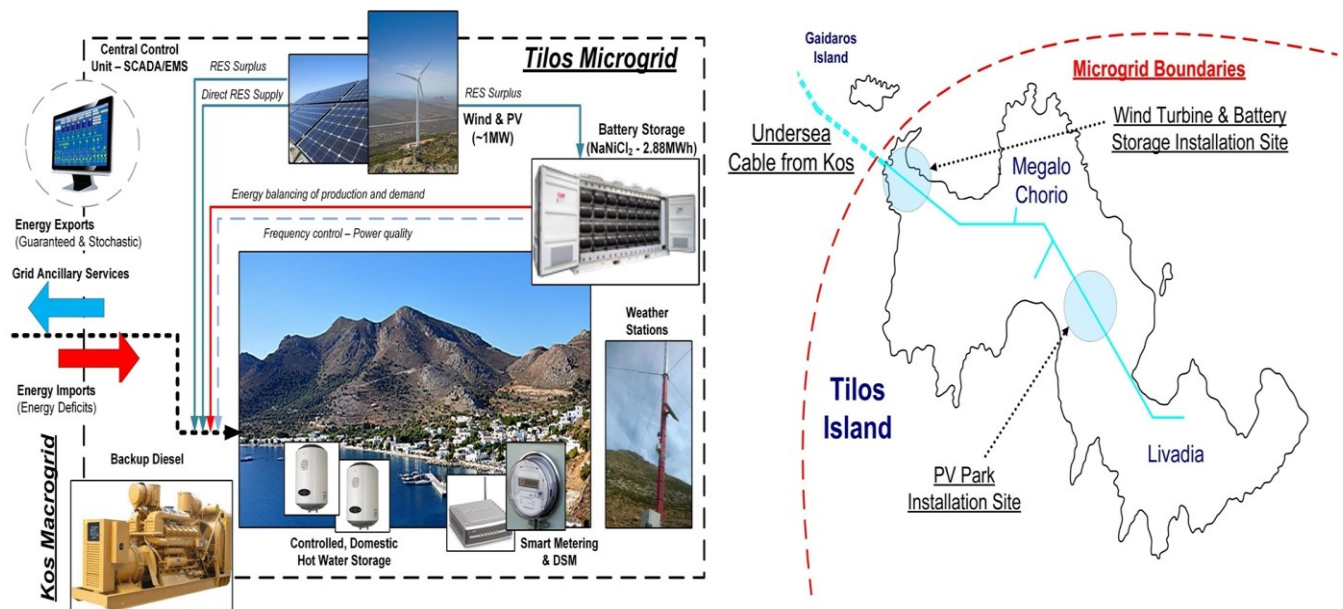 Central Control
Unit – SCADA/EMS
RES Surplus
Direct RES Supply
Tilos Microgrid
RES Surplus
Wind & PV
(~1MW)
Battery Storage
(NaNiCl₂ - 2.88MWh)
Energy balancing of production and demand
Frequency control – Power quality
Energy Exports
(Guaranteed & Stochastic)
Grid Ancillary Services
Energy Imports
(Energy Deficits)
Kos Macrogrid
Backup Diesel
Weather
Stations
Controlled, Domestic
Hot Water Storage
Smart Metering
& DSM
Gaidaros
Island
Microgrid Boundaries
Undersea
Cable from Kos
Wind Turbine & Battery
Storage Installation Site
Megalo
Chorio
Tilos
Island
PV Park
Installation Site
Livadia